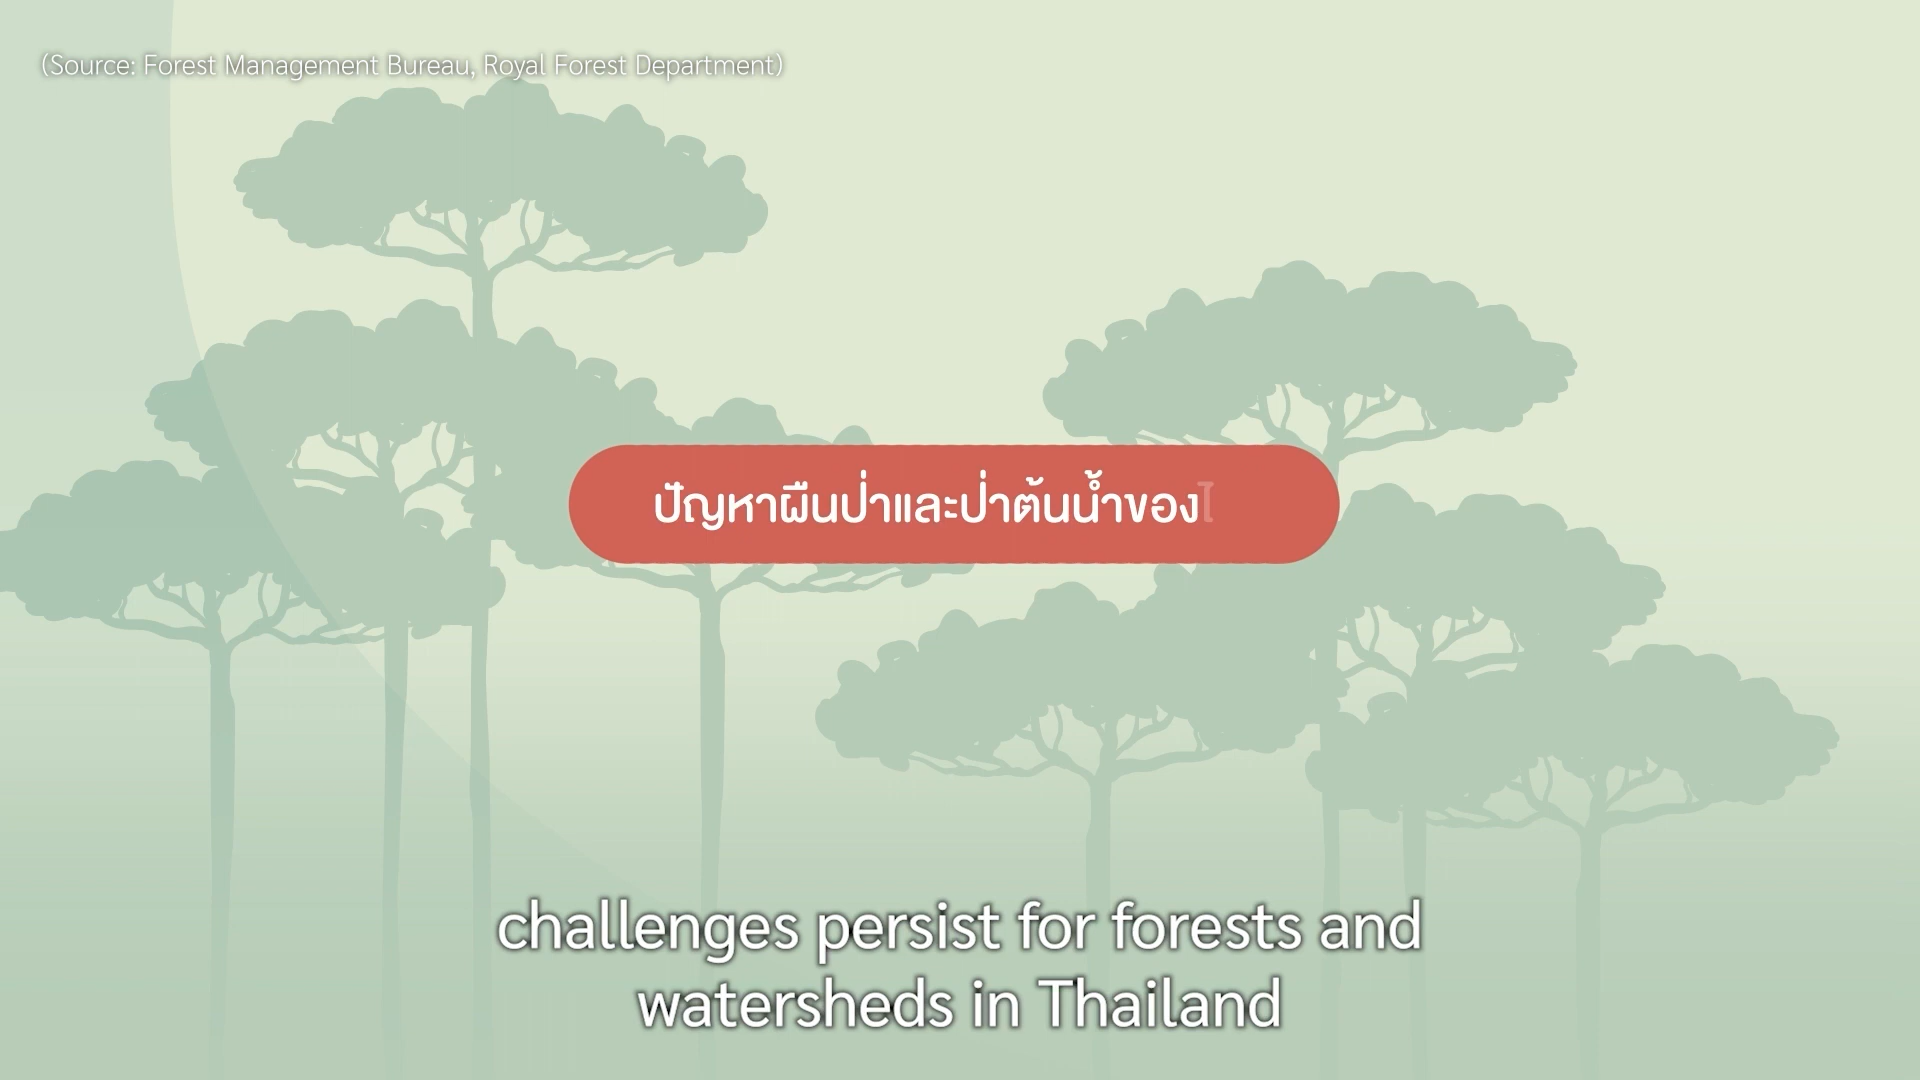 (Source: Forest Management Bureau, Royal Forest Department)
ปัญหาผืนป่าและป่าต้นน้ำของไ
challenges persist for forests and
watersheds in Thailand